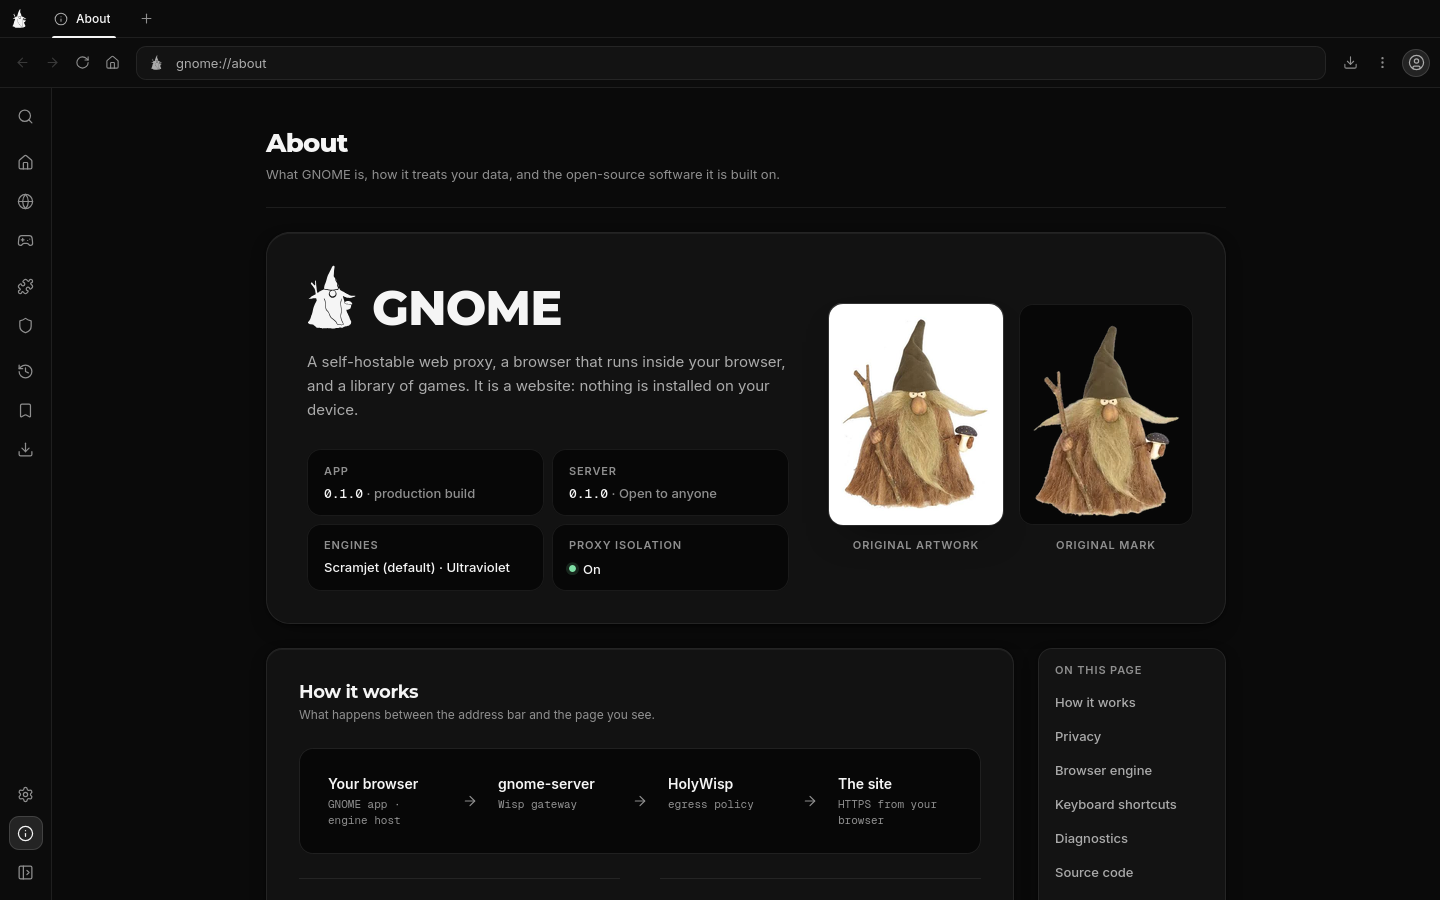 About
gnome://about
About
What GNOME is, how it treats your data, and the open-source software it is built on.
GNOME
A self-hostable web proxy, a browser that runs inside your browser,
and a library of games. It is a website: nothing is installed on your
device.
APP
0.1.0 · production build
SERVER
0.1.0 · Open to anyone
ENGINES
Scramjet (default) · Ultraviolet
PROXY ISOLATION
On
ORIGINAL ARTWORK
ORIGINAL MARK
How it works
What happens between the address bar and the page you see.
Your browser
GNOME app ·
engine host
gnome-server
Wisp gateway
HolyWisp
egress policy
The site
HTTPS from your
browser
ON THIS PAGE
How it works
Privacy
Browser engine
Keyboard shortcuts
Diagnostics
Source code